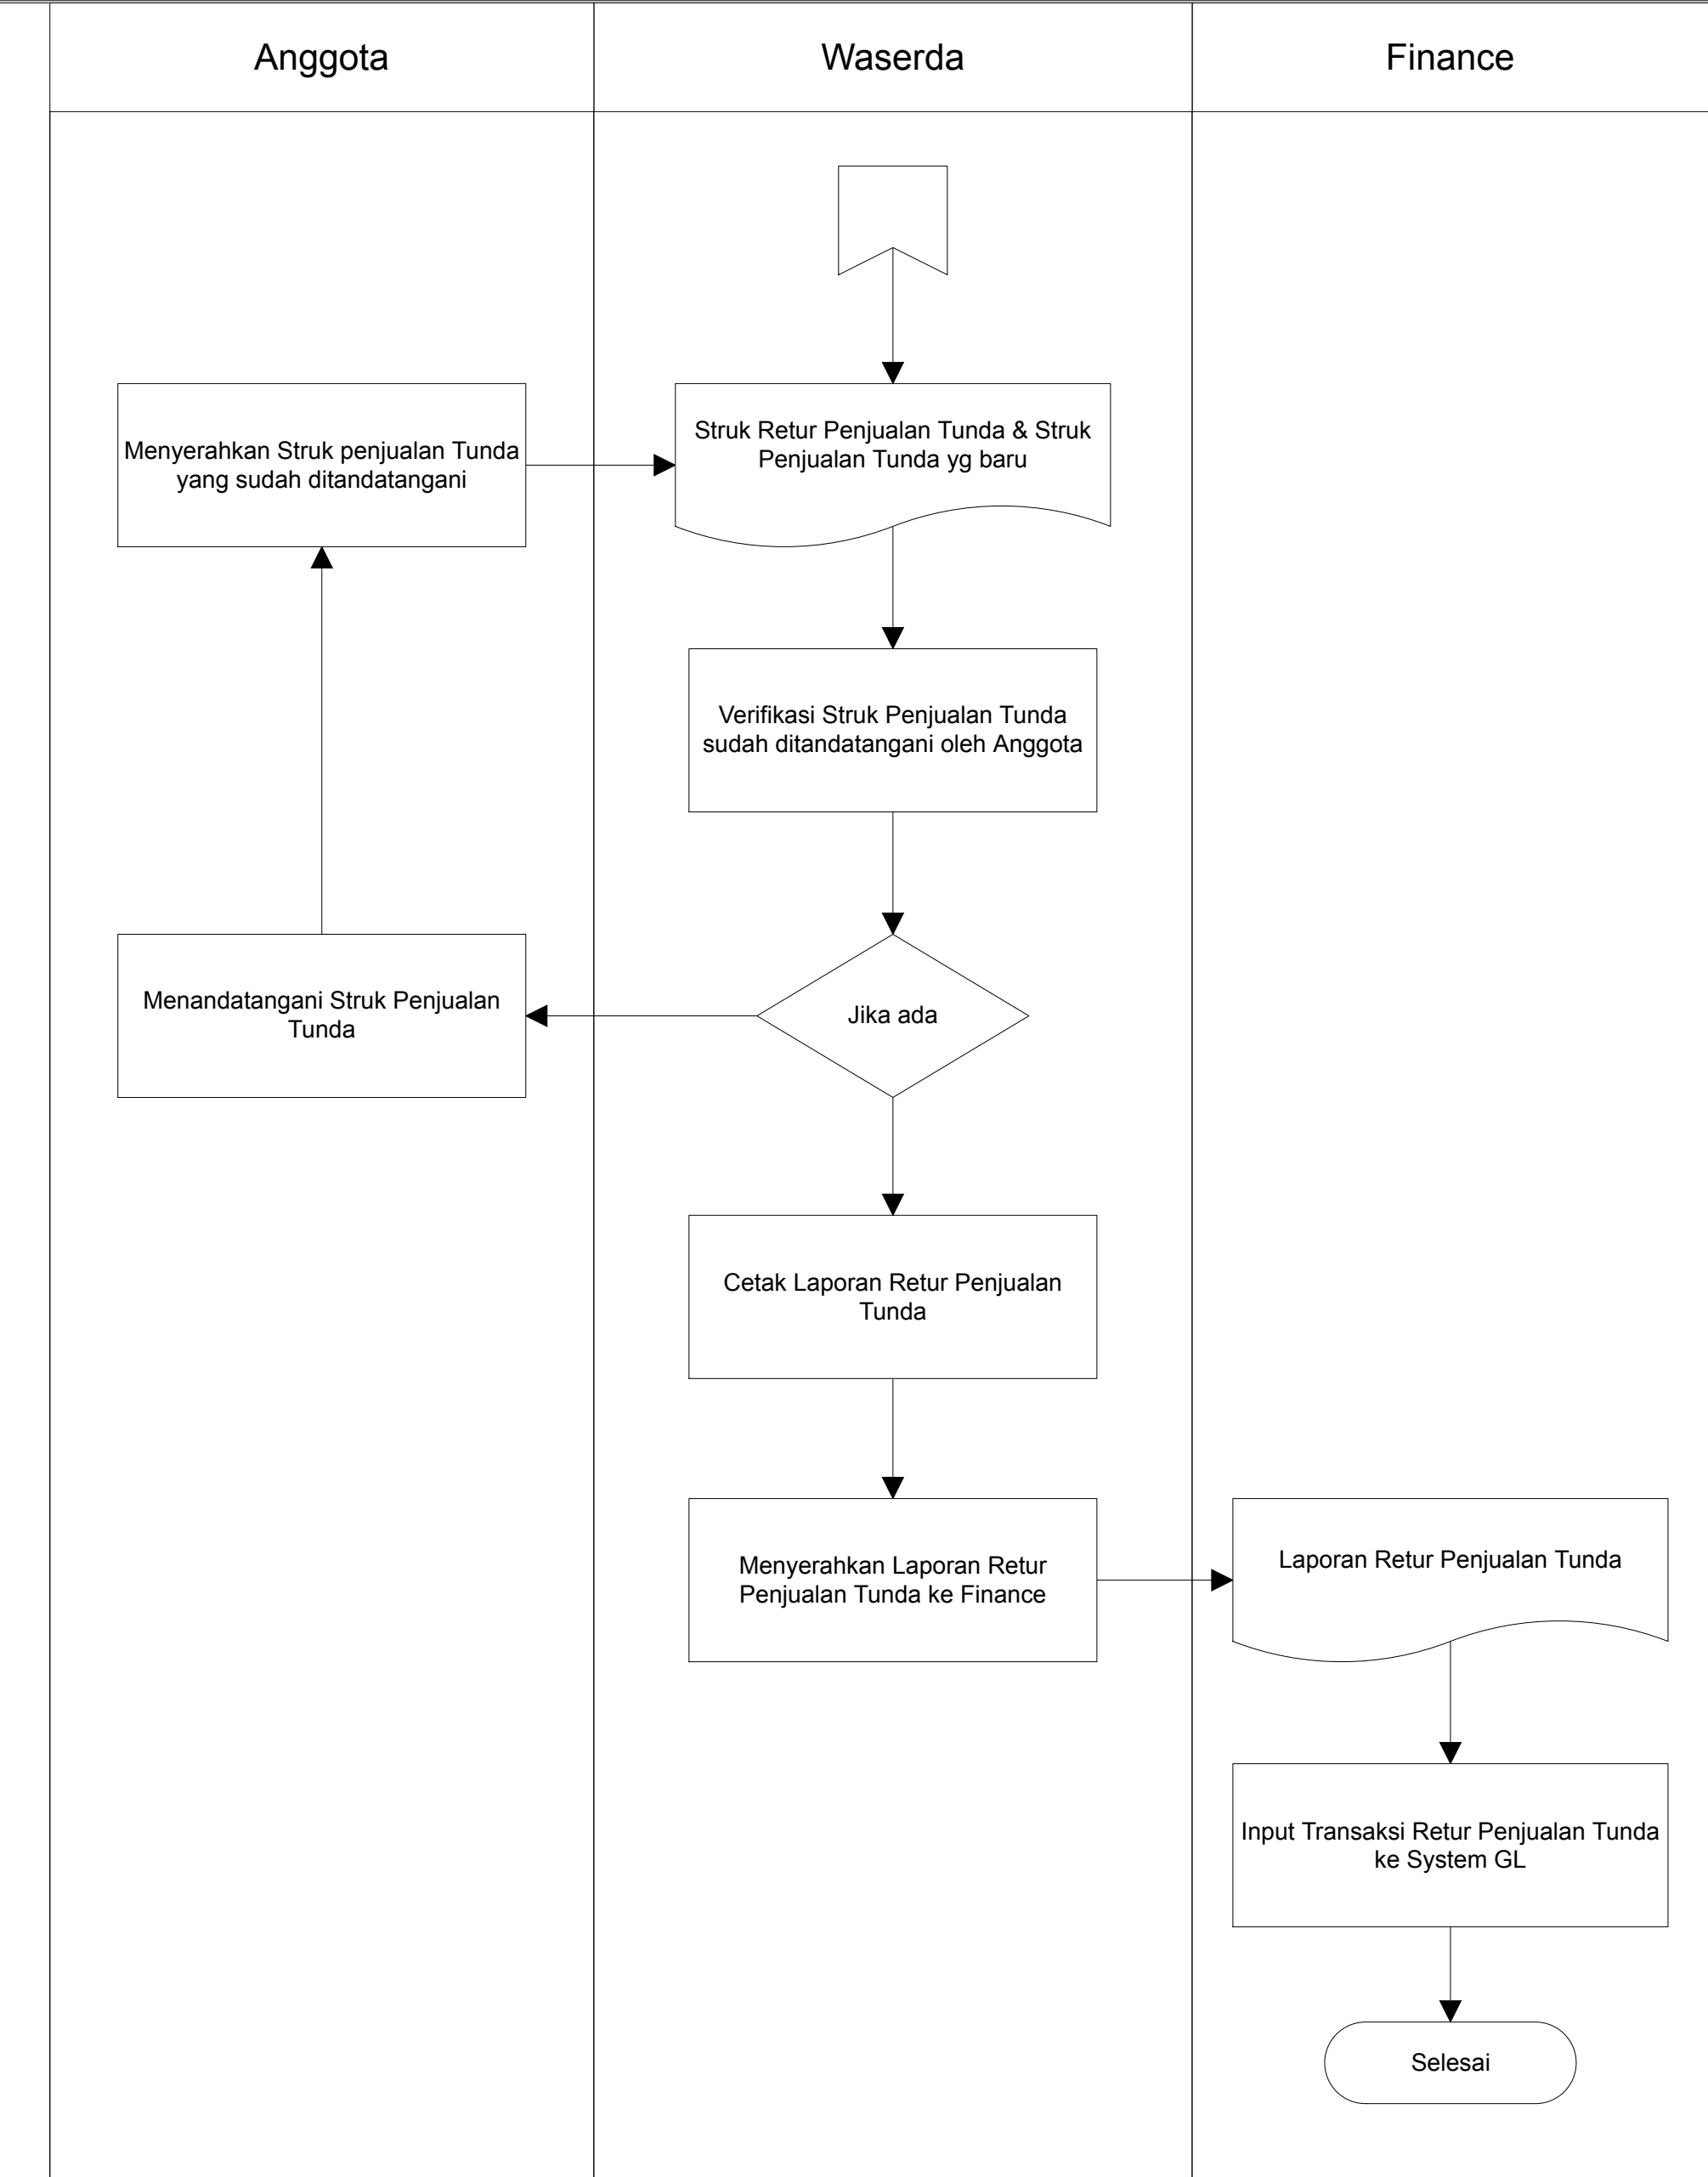 Anggota
Waserda
Finance
Menyerahkan Struk penjualan Tunda
yang sudah ditandatangani
Struk Retur Penjualan Tunda & Struk
Penjualan Tunda yg baru
Verifikasi Struk Penjualan Tunda
sudah ditandatangani oleh Anggota
Menandatangani Struk Penjualan
Tunda
Jika ada
Cetak Laporan Retur Penjualan
Tunda
Menyerahkan Laporan Retur
Penjualan Tunda ke Finance
Laporan Retur Penjualan Tunda
Input Transaksi Retur Penjualan Tunda
ke System GL
Selesai